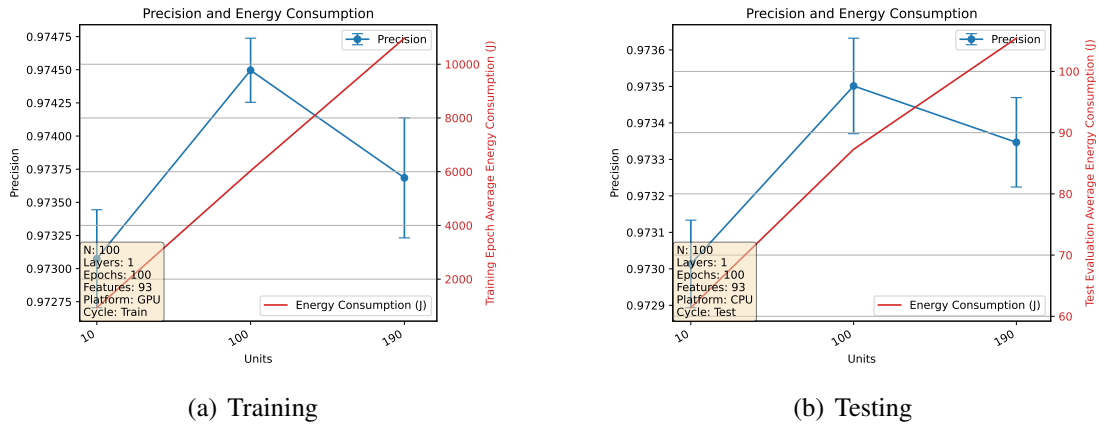 Precision and Energy Consumption
0.97475
0.97450
0.97425
0.97400
0.97375
0.97350
0.97325
0.97300
0.97275
Precision
Precision
10000
8000
6000
4000
2000
Training Epoch Average Energy Consumption (J)
N: 100
Layers: 1
Epochs: 100
Features: 93
Platform: GPU
Cycle: Train
Energy Consumption (J)
10
100
190
Units
(a) Training
Precision and Energy Consumption
0.9736
0.9735
0.9734
0.9733
0.9732
0.9731
0.9730
0.9729
Precision
Precision
100
90
80
70
60
Test Evaluation Average Energy Consumption (J)
N: 100
Layers: 1
Epochs: 100
Features: 93
Platform: CPU
Cycle: Test
Energy Consumption (J)
10
100
190
Units
(b) Testing